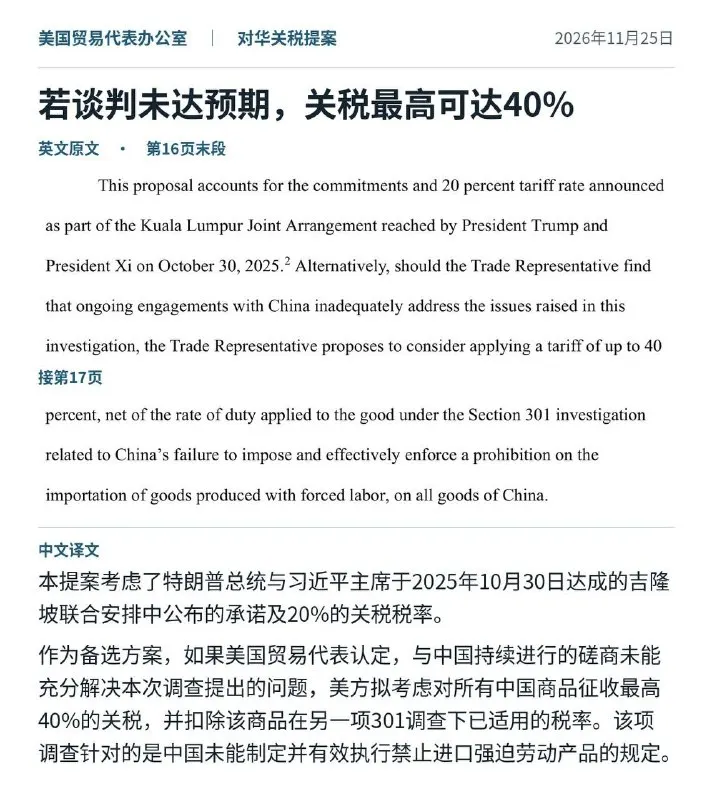 美国贸易代表办公室 | 对华关税提案 2026年11月25日
若谈判未达预期，关税最高可达40%
英文原文 · 第16页末段
This proposal accounts for the commitments and 20 percent tariff rate announced
as part of the Kuala Lumpur Joint Arrangement reached by President Trump and
President Xi on October 30, 2025.2 Alternatively, should the Trade Representative find
that ongoing engagements with China inadequately address the issues raised in this
investigation, the Trade Representative proposes to consider applying a tariff of up to 40
接第17页
percent, net of the rate of duty applied to the good under the Section 301 investigation
related to China’s failure to impose and effectively enforce a prohibition on the
importation of goods produced with forced labor, on all goods of China.
中文译文
本提案考虑了特朗普总统与习近平主席于2025年10月30日达成的吉隆
坡联合安排中公布的承诺及20%的关税税率。
作为备选方案，如果美国贸易代表认定，与中国持续进行的磋商未能
充分解决本次调查提出的问题，美方拟考虑对所有中国商品征收最高
40%的关税，并扣除该商品在另一项301调查下已适用的税率。该项
调查针对的是中国未能制定并有效执行禁止进口强迫劳动产品的规定。